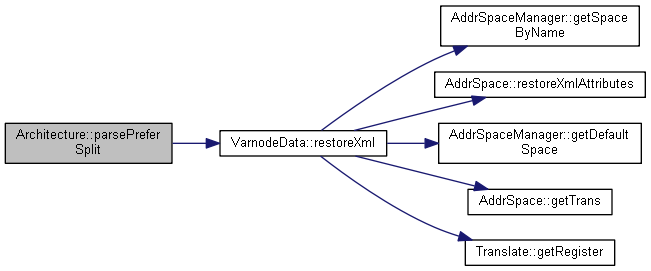 AddrSpaceManager::getSpace
ByName
AddrSpace::restoreXmlAttributes
Architecture::parsePrefer
Split
VarnodeData::restoreXml
AddrSpaceManager::getDefault
Space
AddrSpace::getTrans
Translate::getRegister